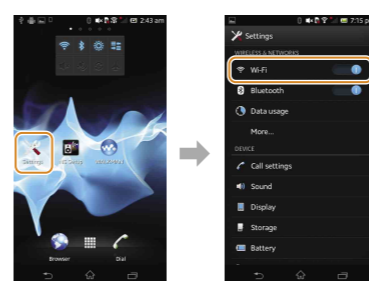 2:43 am
Settings
Browser
Dial
7:15 p
Settings
WIRELESS & NETWORKS
Wi-Fi
Bluetooth
Data usage
More...
DEVICE
Call settings
Sound
Display
Storage
Battery